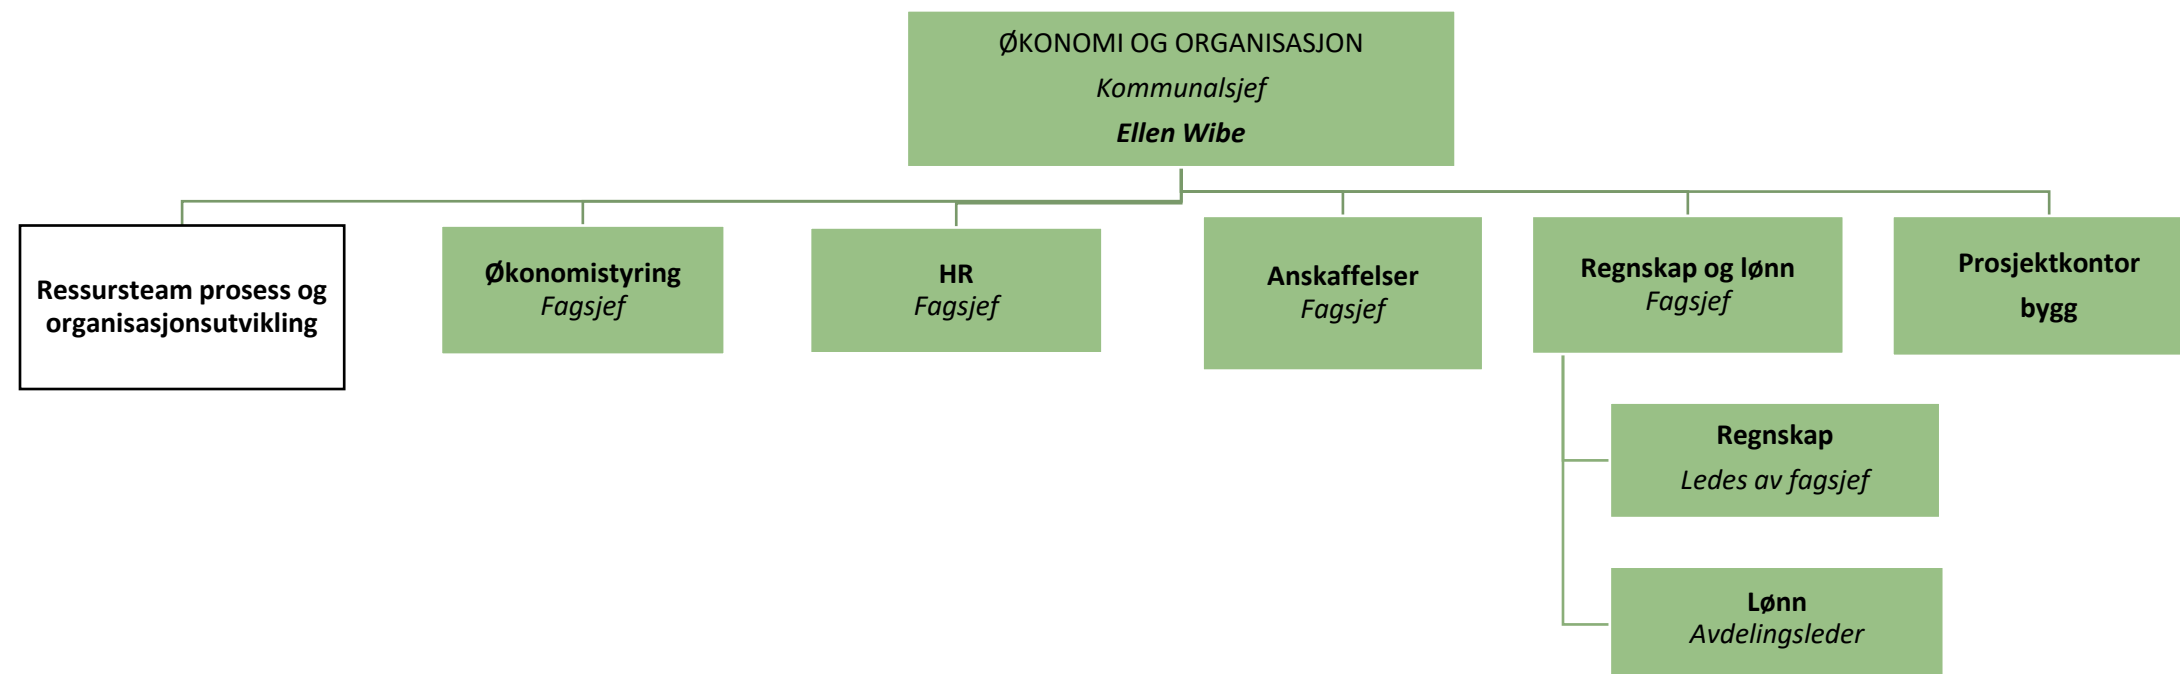 ØKONOMI OG ORGANISASJON
Kommunalsjef
Ellen Wibe
Ressursteam prosess og
organisasjonsutvikling
Økonomistyring
Fagsjef
HR
Fagsjef
Anskaffelser
Fagsjef
Regnskap og lønn
Fagsjef
Prosjektkontor
bygg
Regnskap
Ledes av fagsjef
Lønn
Avdelingsleder